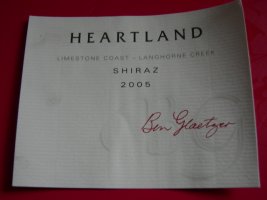 HEARTLAND
LIMESTONE COAST - LANGHORNE CREEK
SHIRAZ
2005
Ben Glaetzer